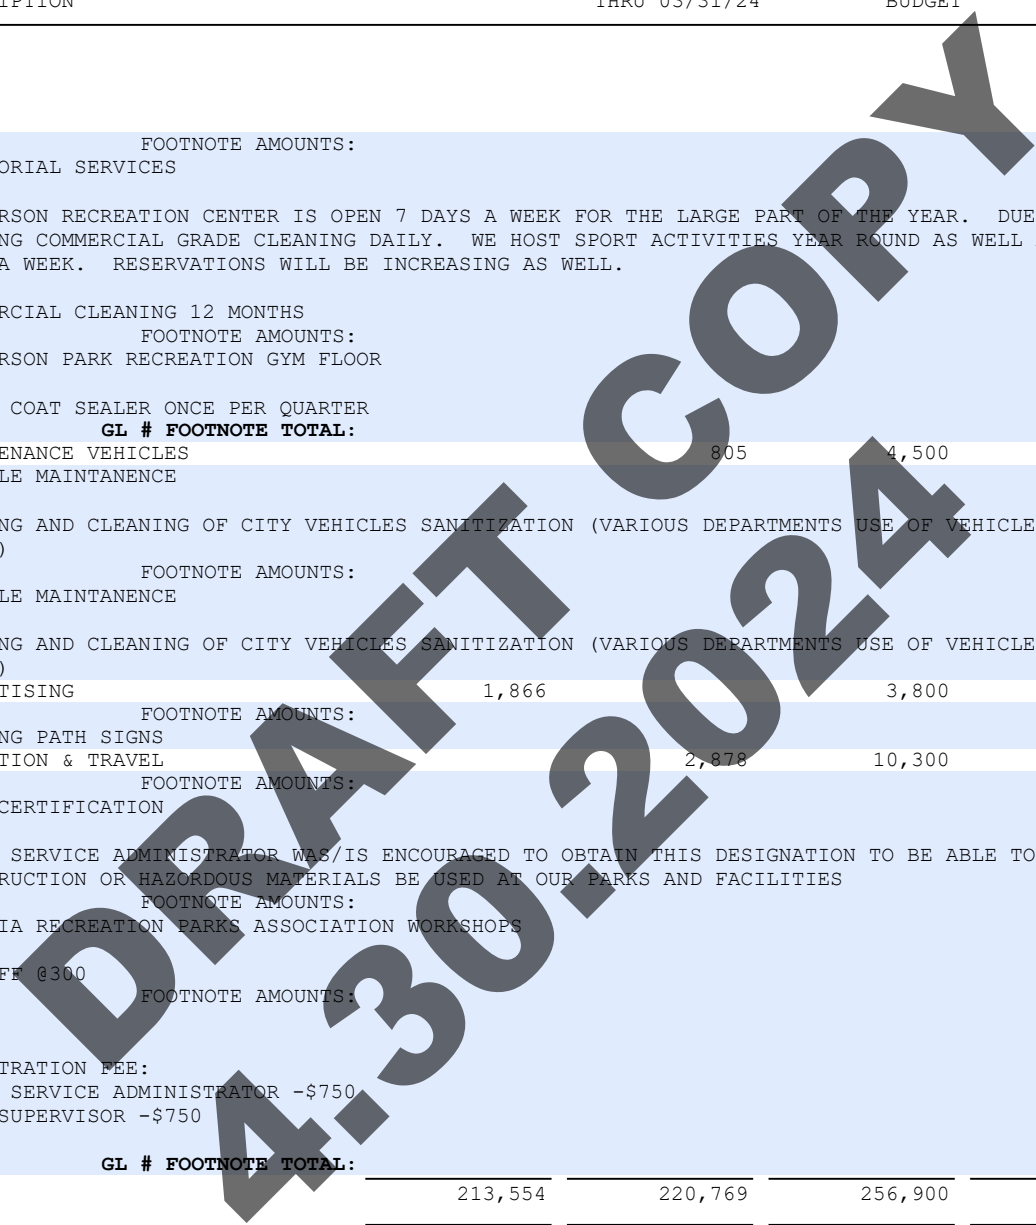 THRU 03/31/24 BUDGET
FOOTNOTE AMOUNTS:
ORIAL SERVICES
RSON RECREATION CENTER IS OPEN 7 DAYS A WEEK FOR THE LARGE PART OF THE YEAR. DUE
NG COMMERCIAL GRADE CLEANING DAILY. WE HOST SPORT ACTIVITIES YEAR ROUND AS WELL
A WEEK. RESERVATIONS WILL BE INCREASING AS WELL.
RCIAL CLEANING 12 MONTHS
FOOTNOTE AMOUNTS:
RSON PARK RECREATION GYM FLOOR
COAT SEALER ONCE PER QUARTER
GL # FOOTNOTE TOTAL:
ENANCE VEHICLES 805 4,500
LE MAINTANENCE
NG AND CLEANING OF CITY VEHICLES SANITIZATION (VARIOUS DEPARTMENTS USE OF VEHICLE
)
FOOTNOTE AMOUNTS:
LE MAINTANENCE
NG AND CLEANING OF CITY VEHICLES SANITIZATION (VARIOUS DEPARTMENTS USE OF VEHICLE
)
TISING 1,866 3,800
FOOTNOTE AMOUNTS:
NG PATH SIGNS
TION & TRAVEL 2,878 10,300
FOOTNOTE AMOUNTS:
CERTIFICATION
SERVICE ADMINISTRATOR WAS/IS ENCOURAGED TO OBTAIN THIS DESIGNATION TO BE ABLE TO
RUCTION OR HAZORDOUS MATERIALS BE USED AT OUR PARKS AND FACILITIES
FOOTNOTE AMOUNTS:
IA RECREATION PARKS ASSOCIATION WORKSHOPS
FF @300
FOOTNOTE AMOUNTS:
TRATION FEE:
SERVICE ADMINISTRATOR -$750
SUPERVISOR -$750
GL # FOOTNOTE TOTAL:
213,554 220,769 256,900
DRAFT COPY
4.30.2024